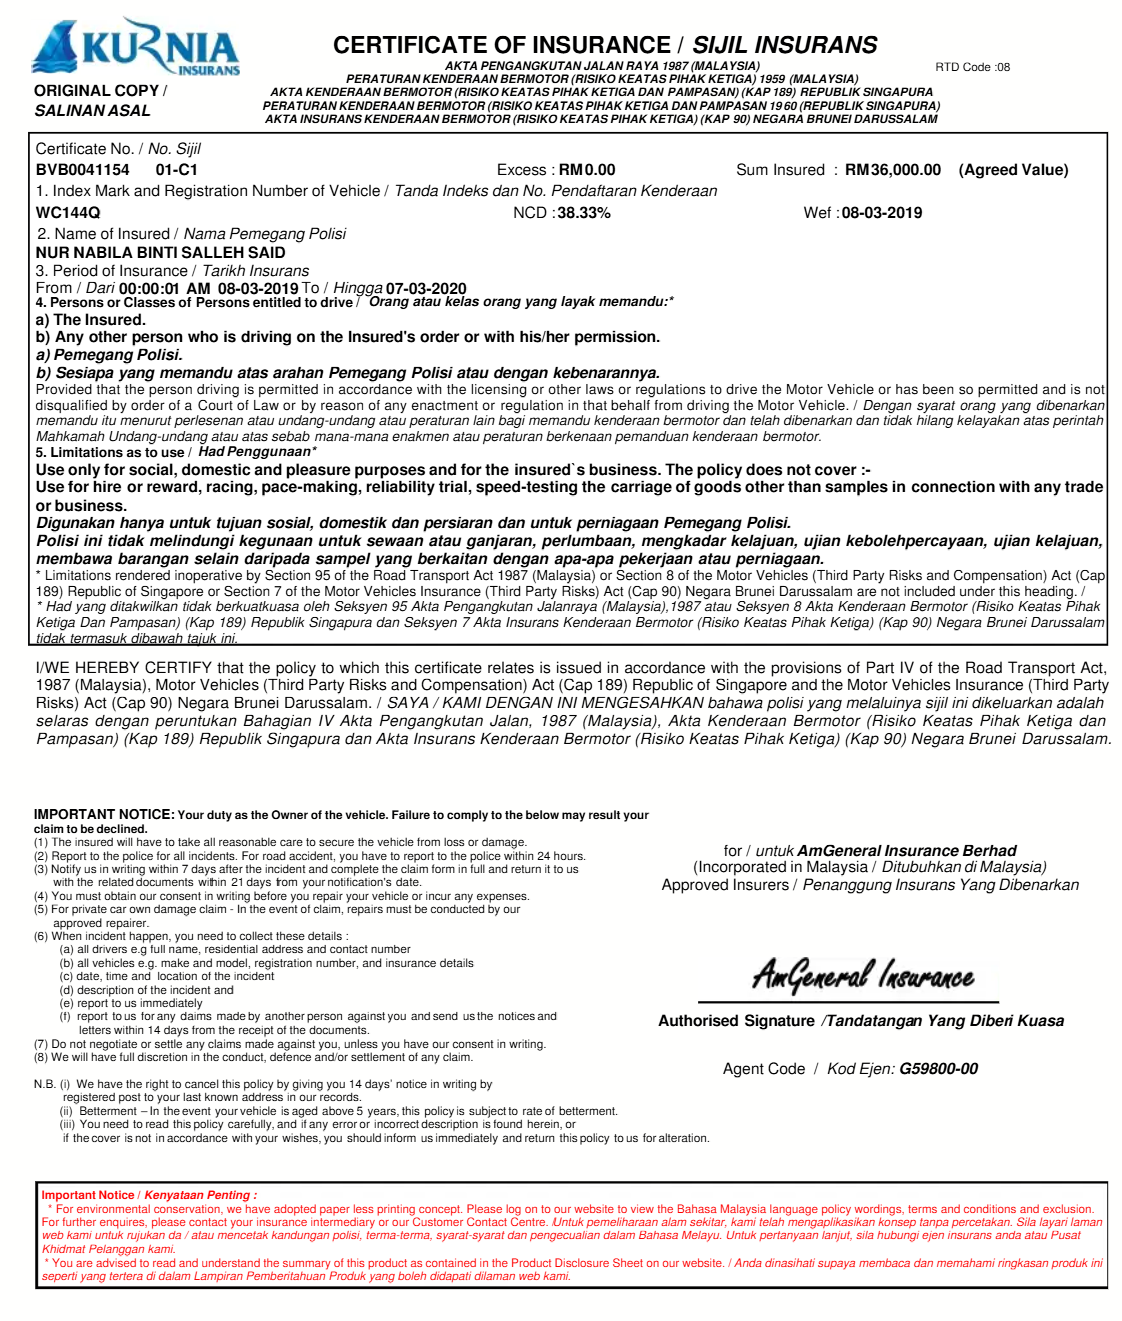 KURNIA
INSURANS
ORIGINAL COPY /
SALINAN ASAL
CERTIFICATE OF INSURANCE / SIJIL INSURANS
AKTA PENGANGKUTAN JALAN RAYA 1987 (MALAYSIA)
RTD Code :08
PERATURAN KENDERAAN BERMOTOR (RISIKO KEATAS PIHAK KETIGA) 1959 (MALAYSIA)
AKTA KENDERAAN BERMOTOR (RISIKO KEATAS PIHAK KETIGA DAN PAMPASAN) (KAP 189) REPUBLIK SINGAPURA
PERATURAN KENDERAAN BERMOTOR (RISIKO KEATAS PIHAK KETIGA DAN PAMPASAN 1960 (REPUBLIK SINGAPURA)
AKTA INSURANS KENDERAAN BERMOTOR (RISIKO KEATAS PIHAK KETIGA) (KAP 90) NEGARA BRUNEI DARUSSALAM
Certificate No. / No. Sijil
BVB0041154 01-C1 Excess : RM0.00 Sum Insured : RM36,000.00 (Agreed Value)
1. Index Mark and Registration Number of Vehicle / Tanda Indeks dan No. Pendaftaran Kenderaan
WC144Q NCD : 38.33% Wef : 08-03-2019
2. Name of Insured / Nama Pemegang Polisi
NUR NABILA BINTI SALLEH SAID
3. Period of Insurance / Tarikh Insurans
From / Dari 00:00:01 AM 08-03-2019 To / Hingga 07-03-2020
4. Persons or Classes of Persons entitled to drive / Orang atau kelas orang yang layak memandu:*
a) The Insured.
b) Any other person who is driving on the Insured's order or with his/her permission.
a) Pemegang Polisi.
b) Sesiapa yang memandu atas arahan Pemegang Polisi atau dengan kebenarannya.
Provided that the person driving is permitted in accordance with the licensing or other laws or regulations to drive the Motor Vehicle or has been so permitted and is not
disqualified by order of a Court of Law or by reason of any enactment or regulation in that behalf from driving the Motor Vehicle. / Dengan syarat orang yang dibenarkan
memandu itu menurut perlesenan atau undang-undang atau peraturan lain bagi memandu kenderaan bermotor dan telah dibenarkan dan tidak hilang kelayakan atas perintah
Mahkamah Undang-undang atau atas sebab mana-mana enakmen atau peraturan berkenaan pemanduan kenderaan bermotor.
5. Limitations as to use / Had Penggunaan*
Use only for social, domestic and pleasure purposes and for the insured`s business. The policy does not cover :-
Use for hire or reward, racing, pace-making, reliability trial, speed-testing the carriage of goods other than samples in connection with any trade
or business.
Digunakan hanya untuk tujuan sosial, domestik dan persiaran dan untuk perniagaan Pemegang Polisi.
Polisi ini tidak melindungi kegunaan untuk sewaan atau ganjaran, perlumbaan, mengkadar kelajuan, ujian kebolehpercayaan, ujian kelajuan,
membawa barangan selain daripada sampel yang berkaitan dengan apa-apa pekerjaan atau perniagaan.
* Limitations rendered inoperative by Section 95 of the Road Transport Act 1987 (Malaysia) or Section 8 of the Motor Vehicles (Third Party Risks and Compensation) Act (Cap
189) Republic of Singapore or Section 7 of the Motor Vehicles Insurance (Third Party Risks) Act (Cap 90) Negara Brunei Darussalam are not included under this heading. /
* Had yang ditakwilkan tidak berkuatkuasa oleh Seksyen 95 Akta Pengangkutan Jalanraya (Malaysia),1987 atau Seksyen 8 Akta Kenderaan Bermotor (Risiko Keatas Pihak
Ketiga Dan Pampasan) (Kap 189) Republik Singapura dan Seksyen 7 Akta Insurans Kenderaan Bermotor (Risiko Keatas Pihak Ketiga) (Kap 90) Negara Brunei Darussalam
tidak termasuk dibawah tajuk ini.
I/WE HEREBY CERTIFY that the policy to which this certificate relates is issued in accordance with the provisions of Part IV of the Road Transport Act,
1987 (Malaysia), Motor Vehicles (Third Party Risks and Compensation) Act (Cap 189) Republic of Singapore and the Motor Vehicles Insurance (Third Party
Risks) Act (Cap 90) Negara Brunei Darussalam. / SAYA / KAMI DENGAN INI MENGESAHKAN bahawa polisi yang melaluinya sijil ini dikeluarkan adalah
selaras dengan peruntukan Bahagian IV Akta Pengangkutan Jalan, 1987 (Malaysia), Akta Kenderaan Bermotor (Risiko Keatas Pihak Ketiga dan
Pampasan) (Kap 189) Republik Singapura dan Akta Insurans Kenderaan Bermotor (Risiko Keatas Pihak Ketiga) (Kap 90) Negara Brunei Darussalam.
IMPORTANT NOTICE: Your duty as the Owner of the vehicle. Failure to comply to the below may result your
claim to be declined.
(1) The insured will have to take all reasonable care to secure the vehicle from loss or damage.
(2) Report to the police for all incidents. For road accident, you have to report to the police within 24 hours.
(3) Notify us in writing within 7 days after the incident and complete the claim form in full and return it to us
with the related documents within 21 days from your notification's date.
(4) You must obtain our consent in writing before you repair your vehicle or incur any expenses.
(5) For private car own damage claim - In the event of claim, repairs must be conducted by our
approved repairer.
(6) When incident happen, you need to collect these details :
(a) all drivers e.g full name, residential address and contact number
(b) all vehicles e.g. make and model, registration number, and insurance details
(c) date, time and location of the incident
(d) description of the incident and
(e) report to us immediately
(f) report to us for any claims made by another person against you and send us the notices and
letters within 14 days from the receipt of the documents.
(7) Do not negotiate or settle any claims made against you, unless you have our consent in writing.
(8) We will have full discretion in the conduct, defence and/or settlement of any claim.
N.B. (i) We have the right to cancel this policy by giving you 14 days' notice in writing by
registered post to your last known address in our records.
(ii) Betterment – In the event your vehicle is aged above 5 years, this policy is subject to rate of betterment.
(iii) You need to read this policy carefully, and if any error or incorrect description is found herein, or
if the cover is not in accordance with your wishes, you should inform us immediately and return this policy to us for alteration.
for / untuk AmGeneral Insurance Berhad
(Incorporated in Malaysia / Ditubuhkan di Malaysia)
Approved Insurers / Penanggung Insurans Yang Dibenarkan
AmGeneral Insurance
Authorised Signature /Tandatangan Yang Diberi Kuasa
Agent Code / Kod Ejen: G59800-00
Important Notice / Kenyataan Penting :
* For environmental conservation, we have adopted paper less printing concept. Please log on to our website to view the Bahasa Malaysia language policy wordings, terms and conditions and exclusion.
For further enquires, please contact your insurance intermediary or our Customer Contact Centre. /Untuk pemeliharaan alam sekitar, kami telah mengaplikasikan konsep tanpa percetakan. Sila layari laman
web kami untuk rujukan da / atau mencetak kandungan polisi, terma-terma, syarat-syarat dan pengecualian dalam Bahasa Melayu. Untuk pertanyaan lanjut, sila hubungi ejen insurans anda atau Pusat
Khidmat Pelanggan kami.
* You are advised to read and understand the summary of this product as contained in the Product Disclosure Sheet on our website. / Anda dinasihati supaya membaca dan memahami ringkasan produk ini
seperti yang tertera di dalam Lampiran Pemberitahuan Produk yang boleh didapati dilaman web kami.